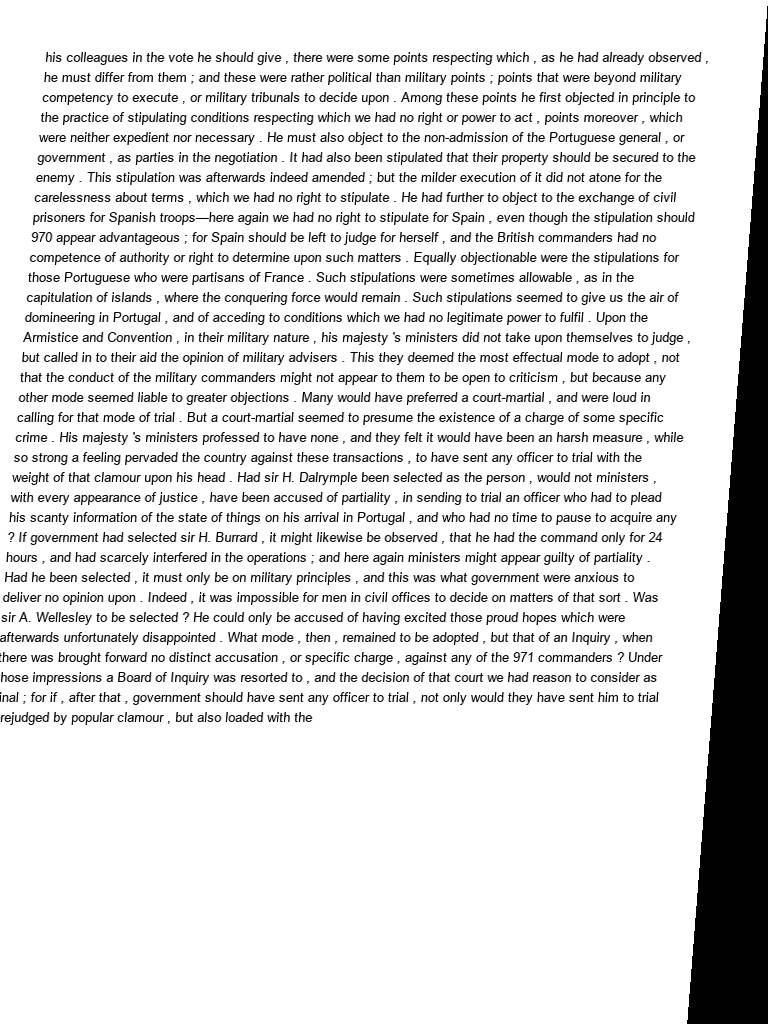 his colleagues in the vote he should give , there were some points respecting which , as he had already observed ,
he must differ from them ; and these were rather political than military points ; points that were beyond military
competency to execute , or military tribunals to decide upon . Among these points he first objected in principle to
the practice of stipulating conditions respecting which we had no right or power to act , points moreover , which
were neither expedient nor necessary . He must also object to the non-admission of the Portuguese general , or
government , as parties in the negotiation . It had also been stipulated that their property should be secured to the
enemy . This stipulation was afterwards indeed amended ; but the milder execution of it did not atone for the
carelessness about terms , which we had no right to stipulate . He had further to object to the exchange of civil
prisoners for Spanish troops—here again we had no right to stipulate for Spain , even though the stipulation should
970 appear advantageous ; for Spain should be left to judge for herself , and the British commanders had no
competence of authority or right to determine upon such matters . Equally objectionable were the stipulations for
those Portuguese who were partisans of France . Such stipulations were sometimes allowable , as in the
capitulation of islands , where the conquering force would remain . Such stipulations seemed to give us the air of
domineering in Portugal , and of acceding to conditions which we had no legitimate power to fulfil . Upon the
Armistice and Convention , in their military nature , his majesty 's ministers did not take upon themselves to judge ,
but called in to their aid the opinion of military advisers . This they deemed the most effectual mode to adopt , not
that the conduct of the military commanders might not appear to them to be open to criticism , but because any
other mode seemed liable to greater objections . Many would have preferred a court-martial , and were loud in
calling for that mode of trial . But a court-martial seemed to presume the existence of a charge of some specific
crime . His majesty 's ministers professed to have none , and they felt it would have been an harsh measure , while
so strong a feeling pervaded the country against these transactions , to have sent any officer to trial with the
weight of that clamour upon his head . Had sir H. Dalrymple been selected as the person , would not ministers ,
with every appearance of justice , have been accused of partiality , in sending to trial an officer who had to plead
his scanty information of the state of things on his arrival in Portugal , and who had no time to pause to acquire any
? If government had selected sir H. Burrard , it might likewise be observed , that he had the command only for 24
hours , and had scarcely interfered in the operations ; and here again ministers might appear guilty of partiality .
Had he been selected , it must only be on military principles , and this was what government were anxious to
deliver no opinion upon . Indeed , it was impossible for men in civil offices to decide on matters of that sort . Was
sir A. Wellesley to be selected ? He could only be accused of having excited those proud hopes which were
afterwards unfortunately disappointed . What mode , then , remained to be adopted , but that of an Inquiry , when
there was brought forward no distinct accusation , or specific charge , against any of the 971 commanders ? Under
hose impressions a Board of Inquiry was resorted to , and the decision of that court we had reason to consider as
inal ; for if , after that , government should have sent any officer to trial , not only would they have sent him to trial
rejudged by popular clamour , but also loaded with the